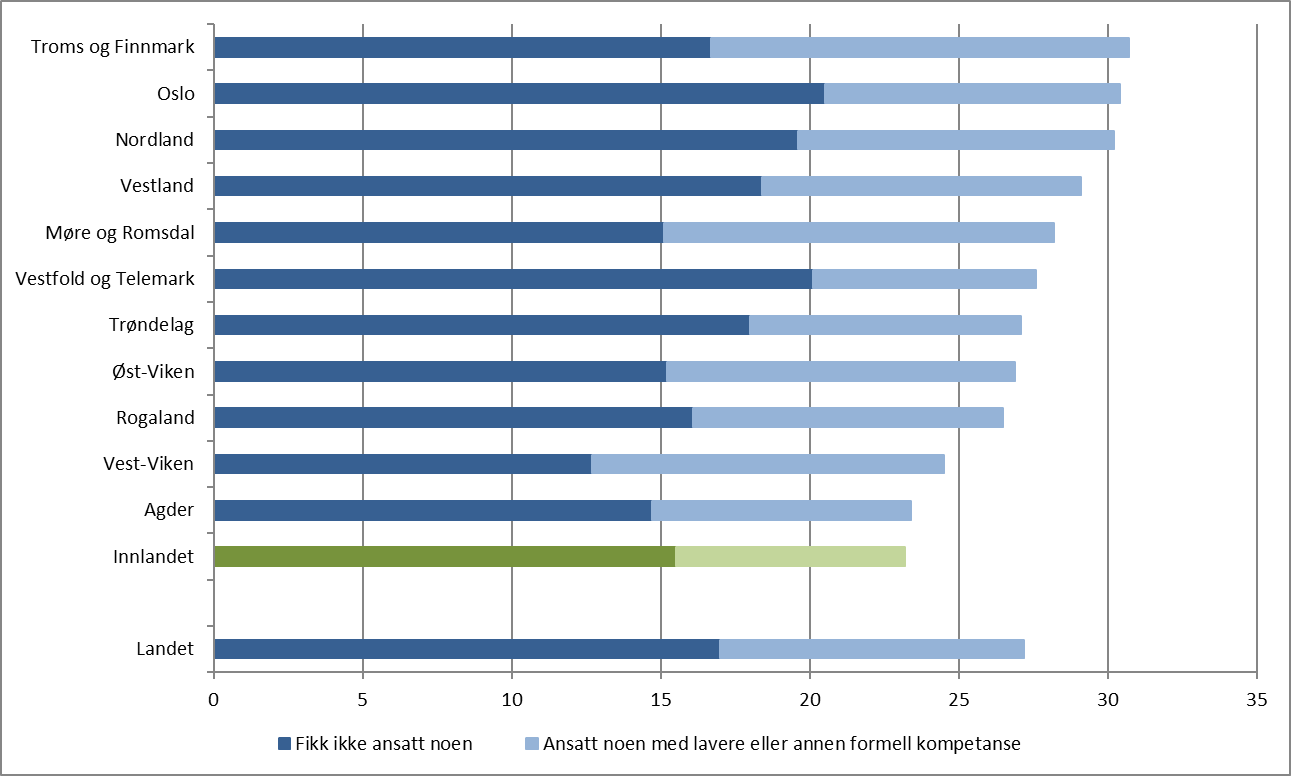 Troms og Finnmark
Oslo
Nordland
Vestland
Møre og Romsdal
Vestfold og Telemark
Trøndelag
Øst-Viken
Rogaland
Vest-Viken
Agder
Innlandet
Landet
0 5 10 15 20 25 30 35
Fikk ikke ansatt noen Ansatt noen med lavere eller annen formell kompetanse